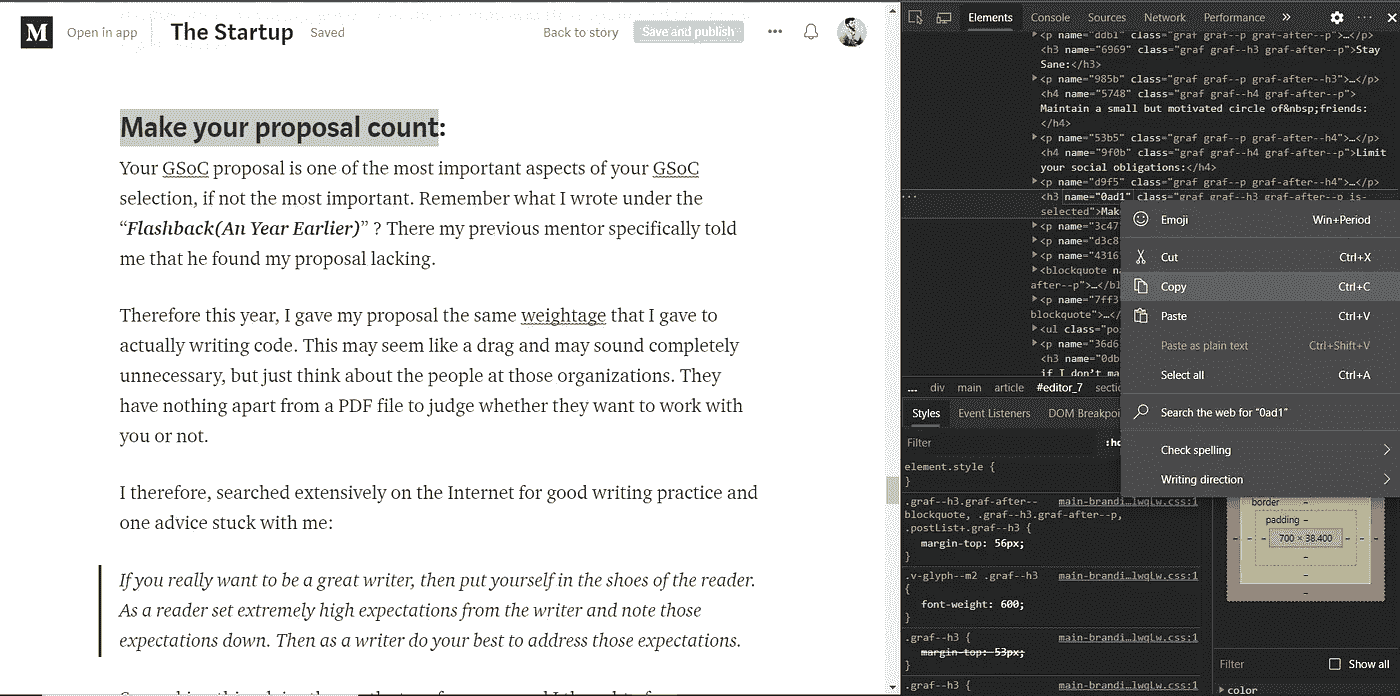 M Open in app The Startup Saved Back to story Save and publish
Make your proposal count:
Your GSoC proposal is one of the most important aspects of your GSoC
selection, if not the most important. Remember what I wrote under the
“Flashback(An Year Earlier)” ? There my previous mentor specifically told
me that he found my proposal lacking.
Therefore this year, I gave my proposal the same weightage that I gave to
actually writing code. This may seem like a drag and may sound completely
unnecessary, but just think about the people at those organizations. They
have nothing apart from a PDF file to judge whether they want to work with
you or not.
I therefore, searched extensively on the Internet for good writing practice and
one advice stuck with me:
If you really want to be a great writer, then put yourself in the shoes of the reader.
As a reader set extremely high expectations from the writer and note those
expectations down. Then as a writer do your best to address those expectations.
Elements Console Sources Network Performance
<p name="ddb1" class="graf graf--p graf-after--p">…</p>
<h3 name="6969" class="graf graf--h3 graf-after--p">Stay
Sane:</h3>
<p name="985b" class="graf graf--p graf-after--h3">…</p>
<h4 name="5748" class="graf graf--h4 graf-after--p">
Maintain a small but motivated circle of&nbsp;friends:
</h4>
<p name="53b5" class="graf graf--p graf-after--h4">…</p>
<h4 name="9f0b" class="graf graf--h4 graf-after--p">Limit
your social obligations:</h4>
<p name="d9f5" class="graf graf--p graf-after--h4">…</p>
<h3 name="0ad1" class="graf graf--h3 graf-after--p is-
selected">Mak
<p name="3c47
<p name="d3c8
<p name="4316
<blockquote n
after--p">…</bl
<p name="7ff3
blockquote">…</
<ul class="po
<p name="36d6
<h3 name="0db
if I don't ma
Emoji Win+Period
Cut Ctrl+X
Copy Ctrl+C
Paste Ctrl+V
Paste as plain text Ctrl+Shift+V
Select all Ctrl+A
Search the web for “0ad1”
Check spelling
Writing direction
... div main article #editor_7 sectio
Styles Event Listeners DOM Breakpoi
Filter :ho
element.style {
}
.graf--h3.graf-after-- main-brandi…lwqLw.css:1
blockquote, .graf--h3.graf-after--p,
.postList+.graf--h3 {
margin-top: 56px;
}
.v-glyph--m2 .graf--h3 main-brandi…lwqLw.css:1
{
font-weight: 600;
}
.graf--h3 { main-brandi…lwqLw.css:1
margin-top: 53px;
}
.graf--h3 { main-brandi…lwqLw.css:1
border –
padding –
700 × 38.400
Filter Show all
color